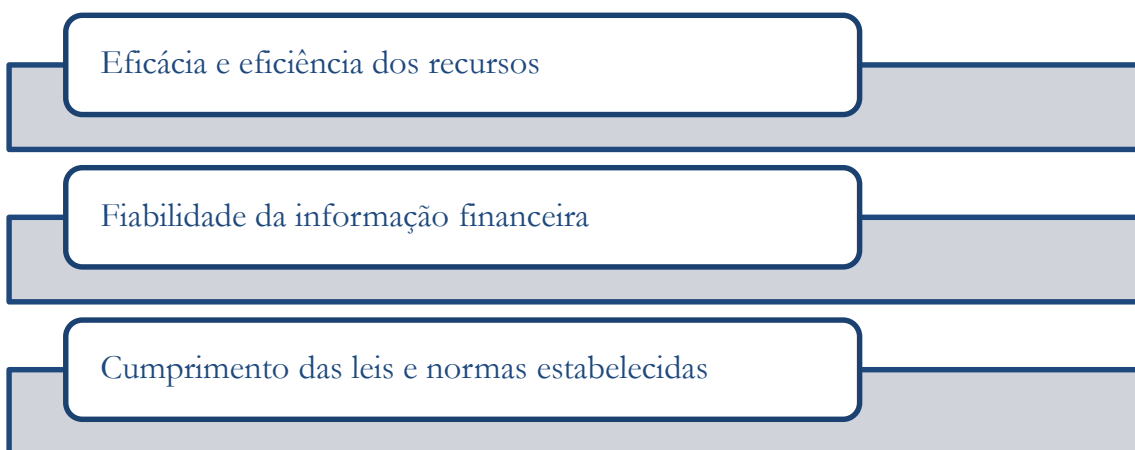 Eficácia e eficiência dos recursos
Fiabilidade da informação financeira
Cumprimento das leis e normas estabelecidas